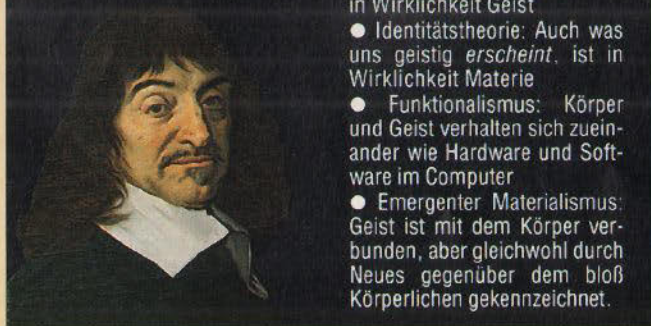 in Wirklichkeit Geist
● Identitätstheorie: Auch was
uns geistig erscheint, ist in
Wirklichkeit Materie
● Funktionalismus: Körper
und Geist verhalten sich zuein-
ander wie Hardware und Soft-
ware im Computer
● Emergenter Materialismus:
Geist ist mit dem Körper ver-
bunden, aber gleichwohl durch
Neues gegenüber dem bloß
Körperlichen gekennzeichnet.